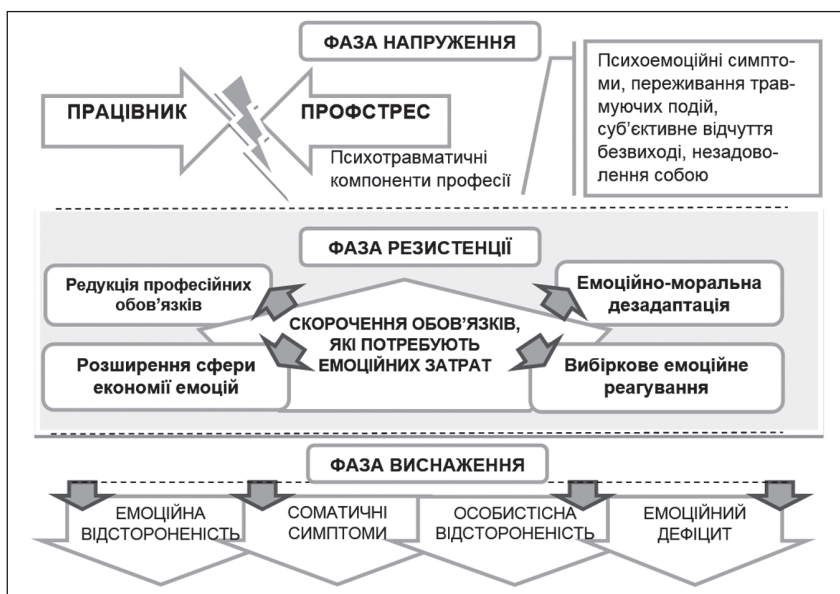 ФАЗА НАПРУЖЕННЯ
ПРАЦІВНИК
ПРОФСТРЕС
Психотравматичні
компоненти професії
Психоемоційні симпто-
ми, переживання трав-
муючих подій,
суб’єктивне відчуття
безвиході, незадово-
лення собою
ФАЗА РЕЗИСТЕНЦІЇ
Редукція професійних
обов’язків
Емоційно-моральна
дезадаптація
СКОРОЧЕННЯ ОБОВ’ЯЗКІВ,
ЯКІ ПОТРЕБУЮТЬ
ЕМОЦІЙНИХ ЗАТРАТ
Розширення сфери
економії емоцій
Вибіркове емоційне
реагування
ФАЗА ВИСНАЖЕННЯ
ЕМОЦІЙНА
ВІДСТОРОНЕНІСТЬ
СОМАТИЧНІ
СИМПТОМИ
ОСОБИСТІСНА
ВІДСТОРОНЕНІСТЬ
ЕМОЦІЙНИЙ
ДЕФІЦИТ